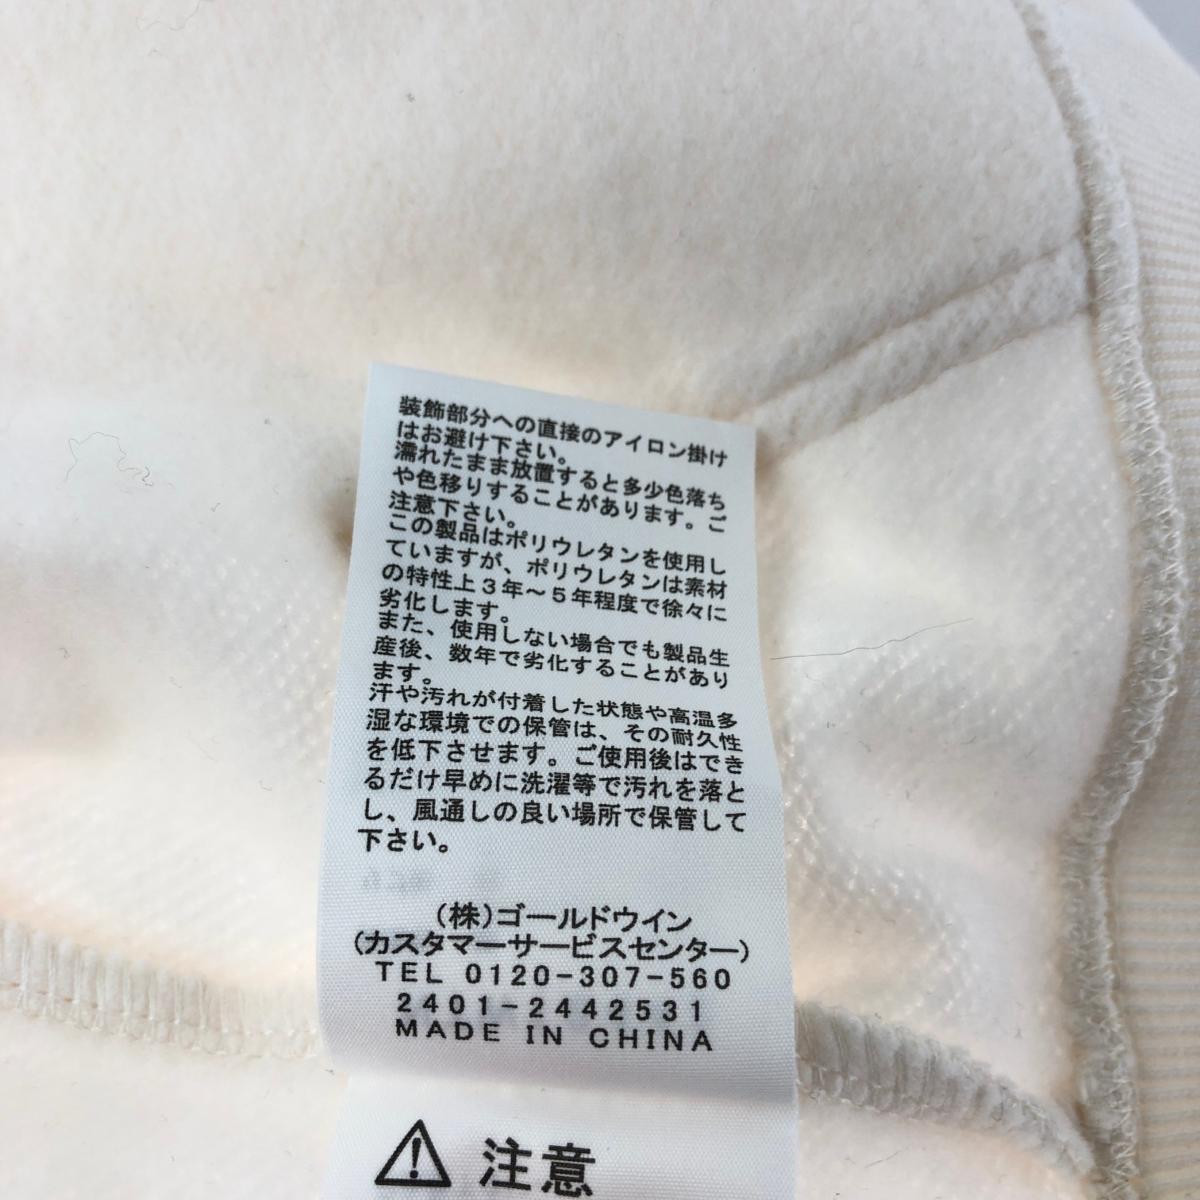 装飾部分への直接のアイロン掛け
はお避け下さい。
濡れたまま放置すると多少色落ち
や色移りすることがあります。ご
注意下さい。
この製品はポリウレタンを使用し
ていますが、ポリウレタンは素材
の特性上3年〜5年程度で徐々に
劣化します。
また、使用しない場合でも製品生
産後、数年で劣化することがあり
ます。
汗や汚れが付着した状態や高温多
湿な環境での保管は、その耐久性
を低下させます。ご使用後はでき
るだけ早めに洗濯等で汚れを落と
し、風通しの良い場所で保管して
下さい。
(株)ゴールドウイン
(カスタマーサービスセンター)
TEL 0120-307-560
2401-2442531
MADE IN CHINA
注意